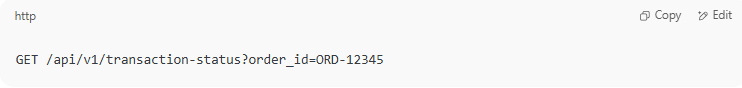 http Copy Edit
GET /api/v1/transaction-status?order_id=ORD-12345